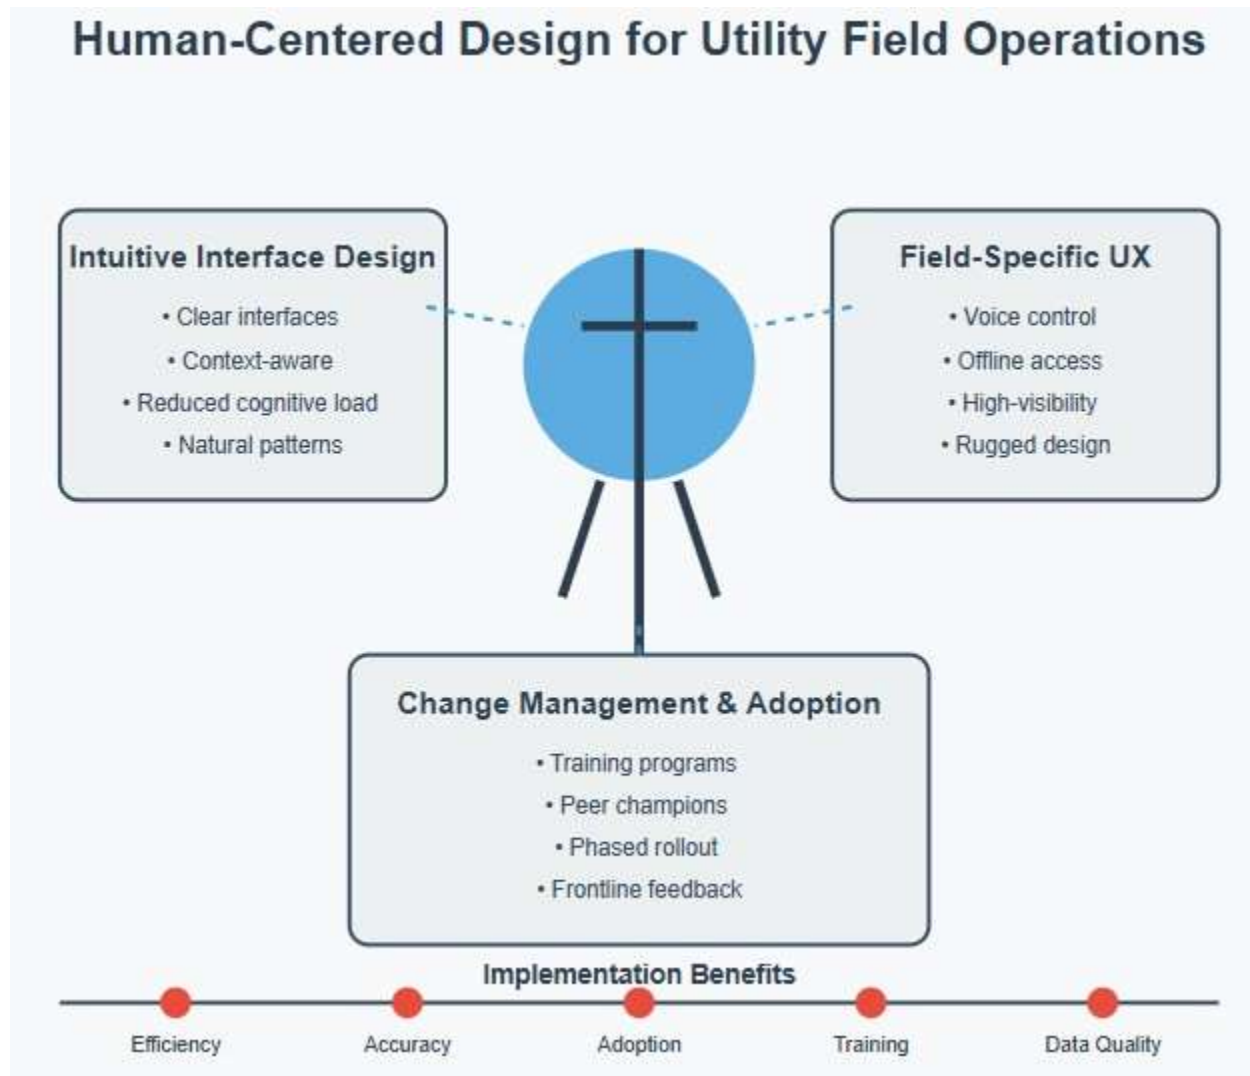 Human-Centered Design for Utility Field Operations
Intuitive Interface Design
• Clear interfaces
• Context-aware
• Reduced cognitive load
• Natural patterns
Field-Specific UX
• Voice control
• Offline access
• High-visibility
• Rugged design
Change Management & Adoption
• Training programs
• Peer champions
• Phased rollout
• Frontline feedback
Implementation Benefits
Efficiency
Accuracy
Adoption
Training
Data Quality